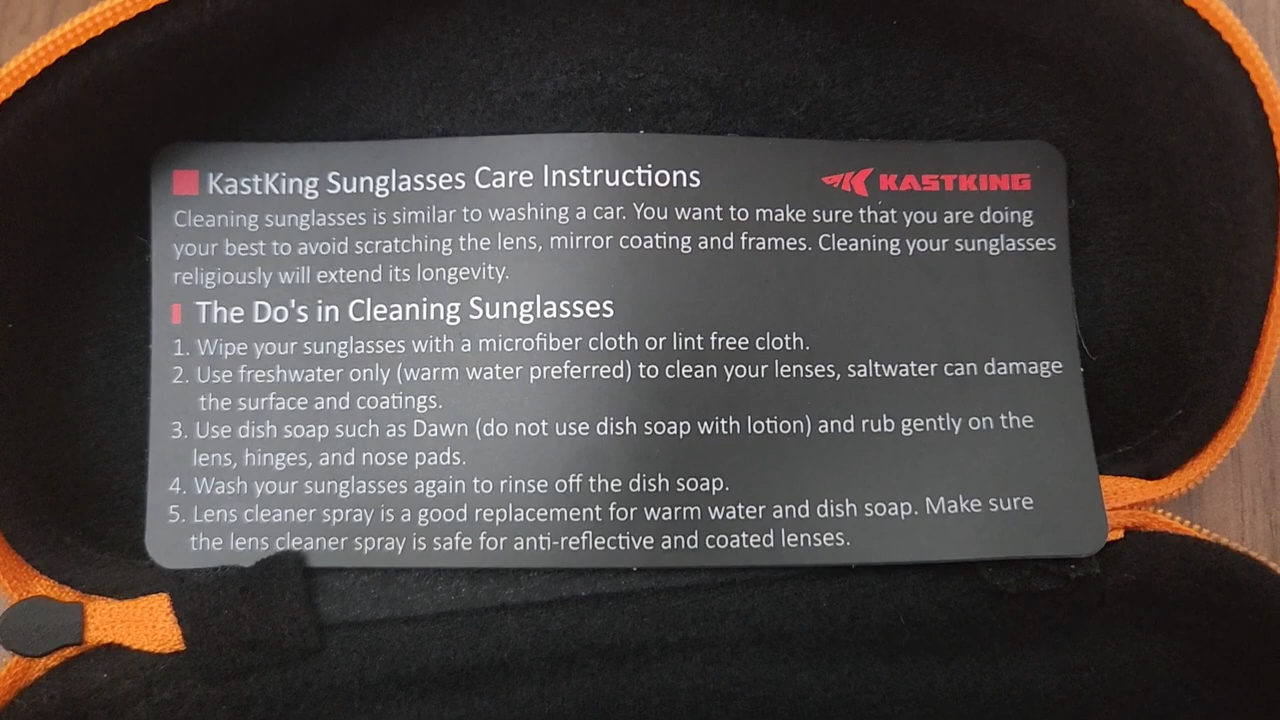 KastKing Sunglasses Care Instructions
KASTKING
Cleaning sunglasses is similar to washing a car. You want to make sure that you are doing
your best to avoid scratching the lens, mirror coating and frames. Cleaning your sunglasses
religiously will extend its longevity.
The Do's in Cleaning Sunglasses
1. Wipe your sunglasses with a microfiber cloth or lint free cloth.
2. Use freshwater only (warm water preferred) to clean your lenses, saltwater can damage
the surface and coatings.
3. Use dish soap such as Dawn (do not use dish soap with lotion) and rub gently on the
lens, hinges, and nose pads.
4. Wash your sunglasses again to rinse off the dish soap.
5. Lens cleaner spray is a good replacement for warm water and dish soap. Make sure
the lens cleaner spray is safe for anti-reflective and coated lenses.